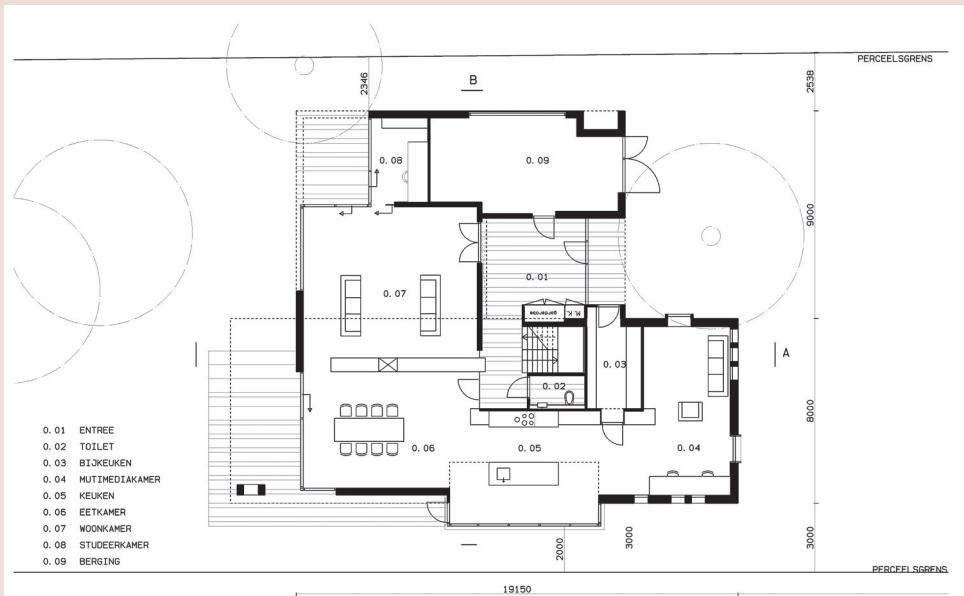 PERCEELSGRENS
2346
B
2538
0.08
0.09
9000
0.01
0.07
garderobe
M.K.
A
0.03
0.02
8000
0.06
0.05
0.04
0.01 ENTREE
0.02 TOILET
0.03 BIJKEUKEN
0.04 MUTIMEDIAKAMER
0.05 KEUKEN
0.06 EETKAMER
0.07 WOONKAMER
0.08 STUDEERKAMER
0.09 BERGING
2000
3000
3000
PERCEELSGRENS
19150